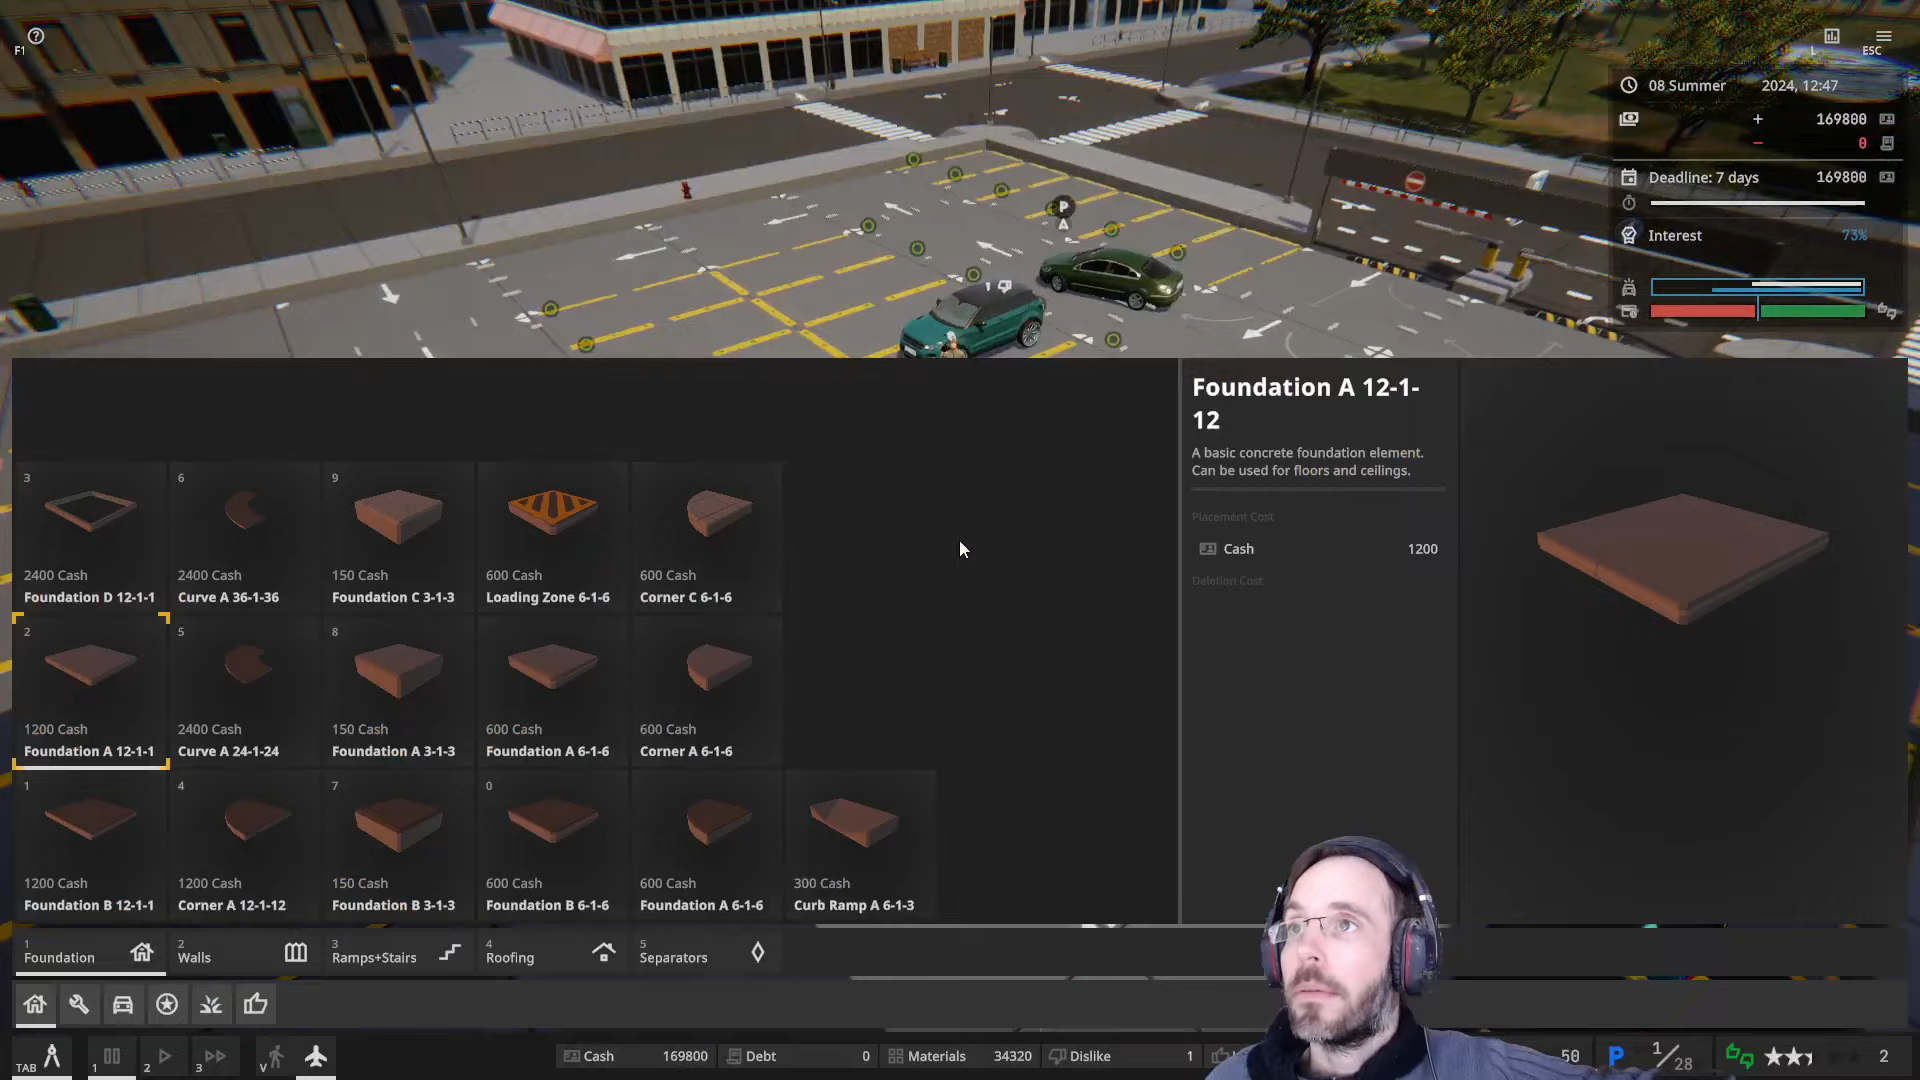 F1
L
ESC
08 Summer 2024, 12:47
+ 169800
− 0
Deadline: 7 days 169800
Interest 73%
P
A
1
Foundation A 12-1-
12
A basic concrete foundation element.
Can be used for floors and ceilings.
Placement Cost
Cash 1200
Deletion Cost
3 6 9
2400 Cash 2400 Cash 150 Cash 600 Cash 600 Cash
Foundation D 12-1-1 Curve A 36-1-36 Foundation C 3-1-3 Loading Zone 6-1-6 Corner C 6-1-6
2 5 8
1200 Cash 2400 Cash 150 Cash 600 Cash 600 Cash
Foundation A 12-1-1 Curve A 24-1-24 Foundation A 3-1-3 Foundation A 6-1-6 Corner A 6-1-6
1 4 7 0
1200 Cash 1200 Cash 150 Cash 600 Cash 600 Cash 300 Cash
Foundation B 12-1-1 Corner A 12-1-12 Foundation B 3-1-3 Foundation B 6-1-6 Foundation A 6-1-6 Curb Ramp A 6-1-3
1 2 3 4 5
Foundation Walls Ramps+Stairs Roofing Separators
TAB 1 2 3 V
Cash 169800 Debt 0 Materials 34320 Dislike 1 50 P 1/28 2